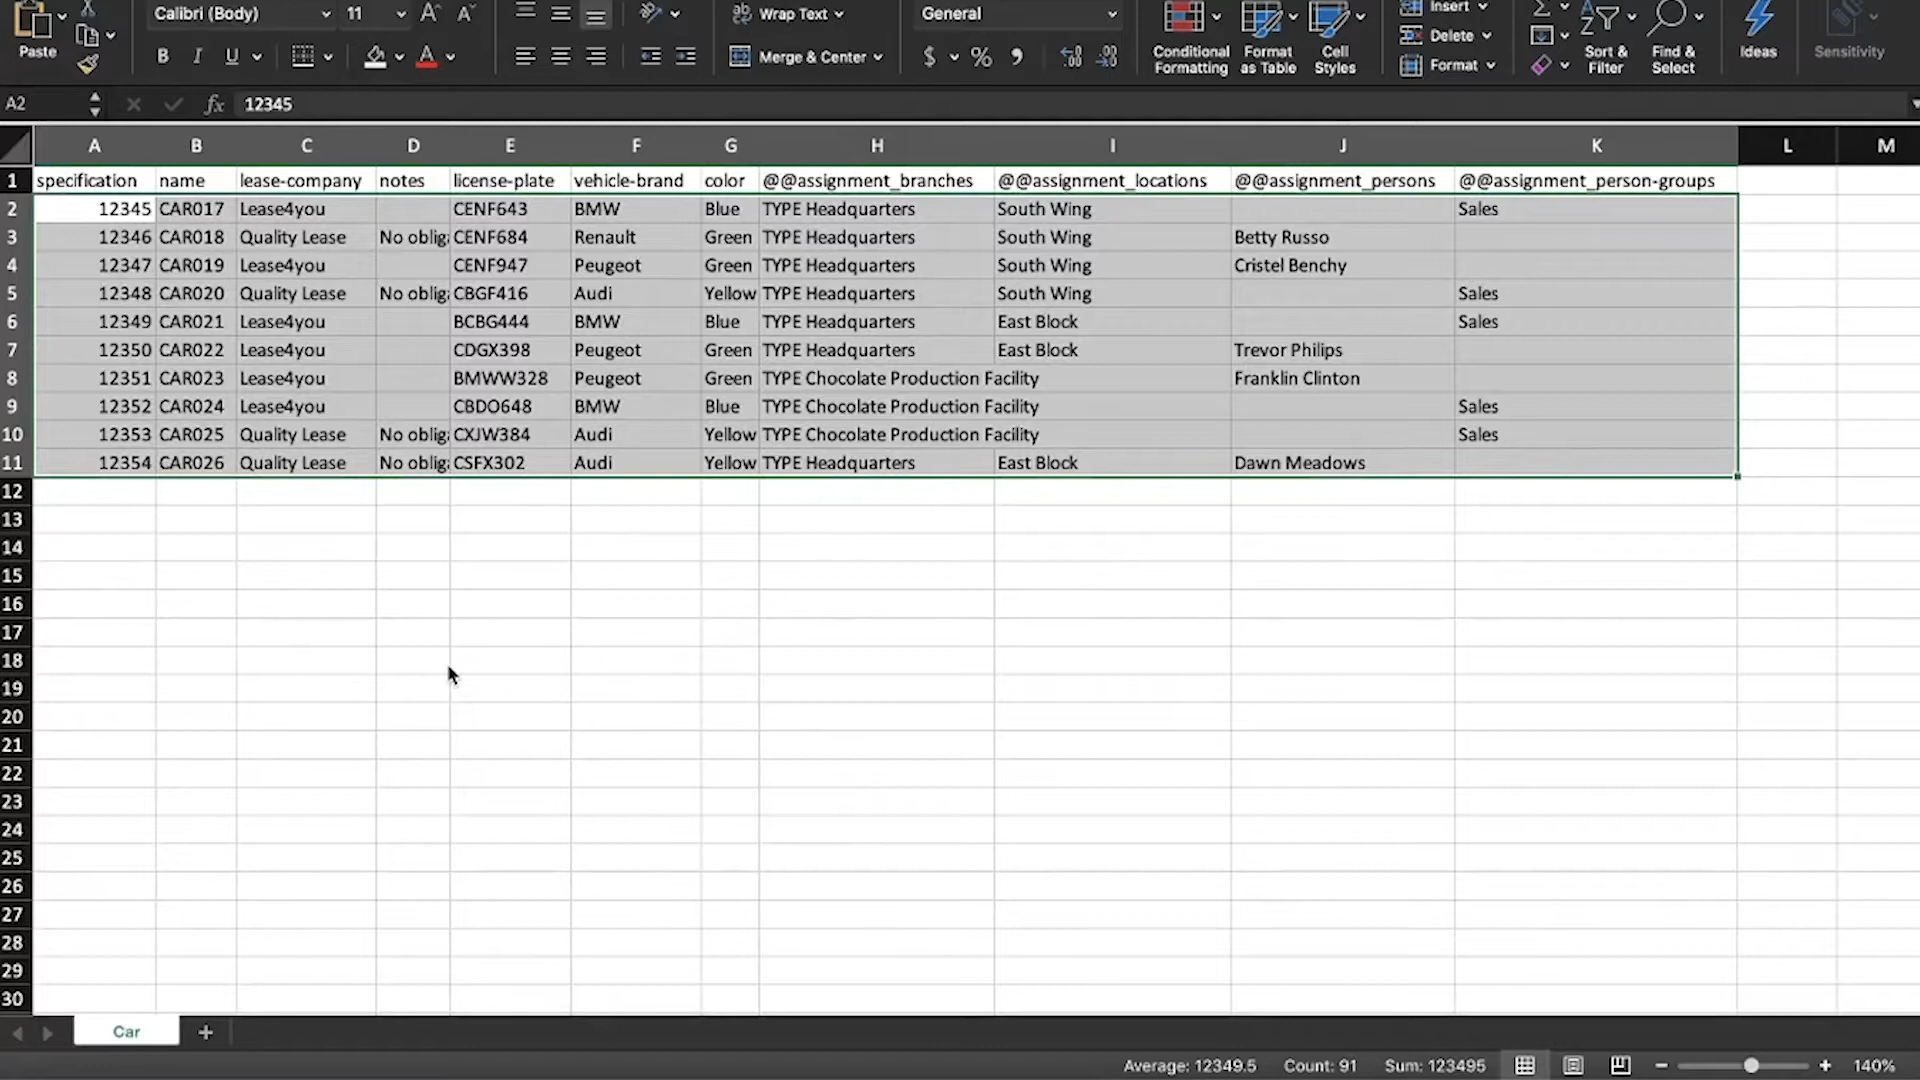 Calibri (Body) 11 A A Wrap Text General Insert
Paste B I U A Merge & Center $ % , Conditional Formatting Format as Table Cell Styles Delete Format Sort & Filter Find & Select Ideas Sensitivity
A2 fx 12345
A B C D E F G H I J K L M
1 specification name lease-company notes license-plate vehicle-brand color @@assignment_branches @@assignment_locations @@assignment_persons @@assignment_person-groups
2 12345 CAR017 Lease4you CENF643 BMW Blue TYPE Headquarters South Wing Sales
3 12346 CAR018 Quality Lease No oblig CENF684 Renault Green TYPE Headquarters South Wing Betty Russo
4 12347 CAR019 Lease4you CENF947 Peugeot Green TYPE Headquarters South Wing Cristel Benchy
5 12348 CAR020 Quality Lease No oblig CBGF416 Audi Yellow TYPE Headquarters South Wing Sales
6 12349 CAR021 Lease4you BCBG444 BMW Blue TYPE Headquarters East Block Sales
7 12350 CAR022 Lease4you CDGX398 Peugeot Green TYPE Headquarters East Block Trevor Philips
8 12351 CAR023 Lease4you BMWW328 Peugeot Green TYPE Chocolate Production Facility Franklin Clinton
9 12352 CAR024 Lease4you CBDO648 BMW Blue TYPE Chocolate Production Facility Sales
10 12353 CAR025 Quality Lease No oblig CXJW384 Audi Yellow TYPE Chocolate Production Facility Sales
11 12354 CAR026 Quality Lease No oblig CSFX302 Audi Yellow TYPE Headquarters East Block Dawn Meadows
12
13
14
15
16
17
18
19
20
21
22
23
24
25
26
27
28
29
30
Car +
Average: 12349.5 Count: 91 Sum: 123495 140%